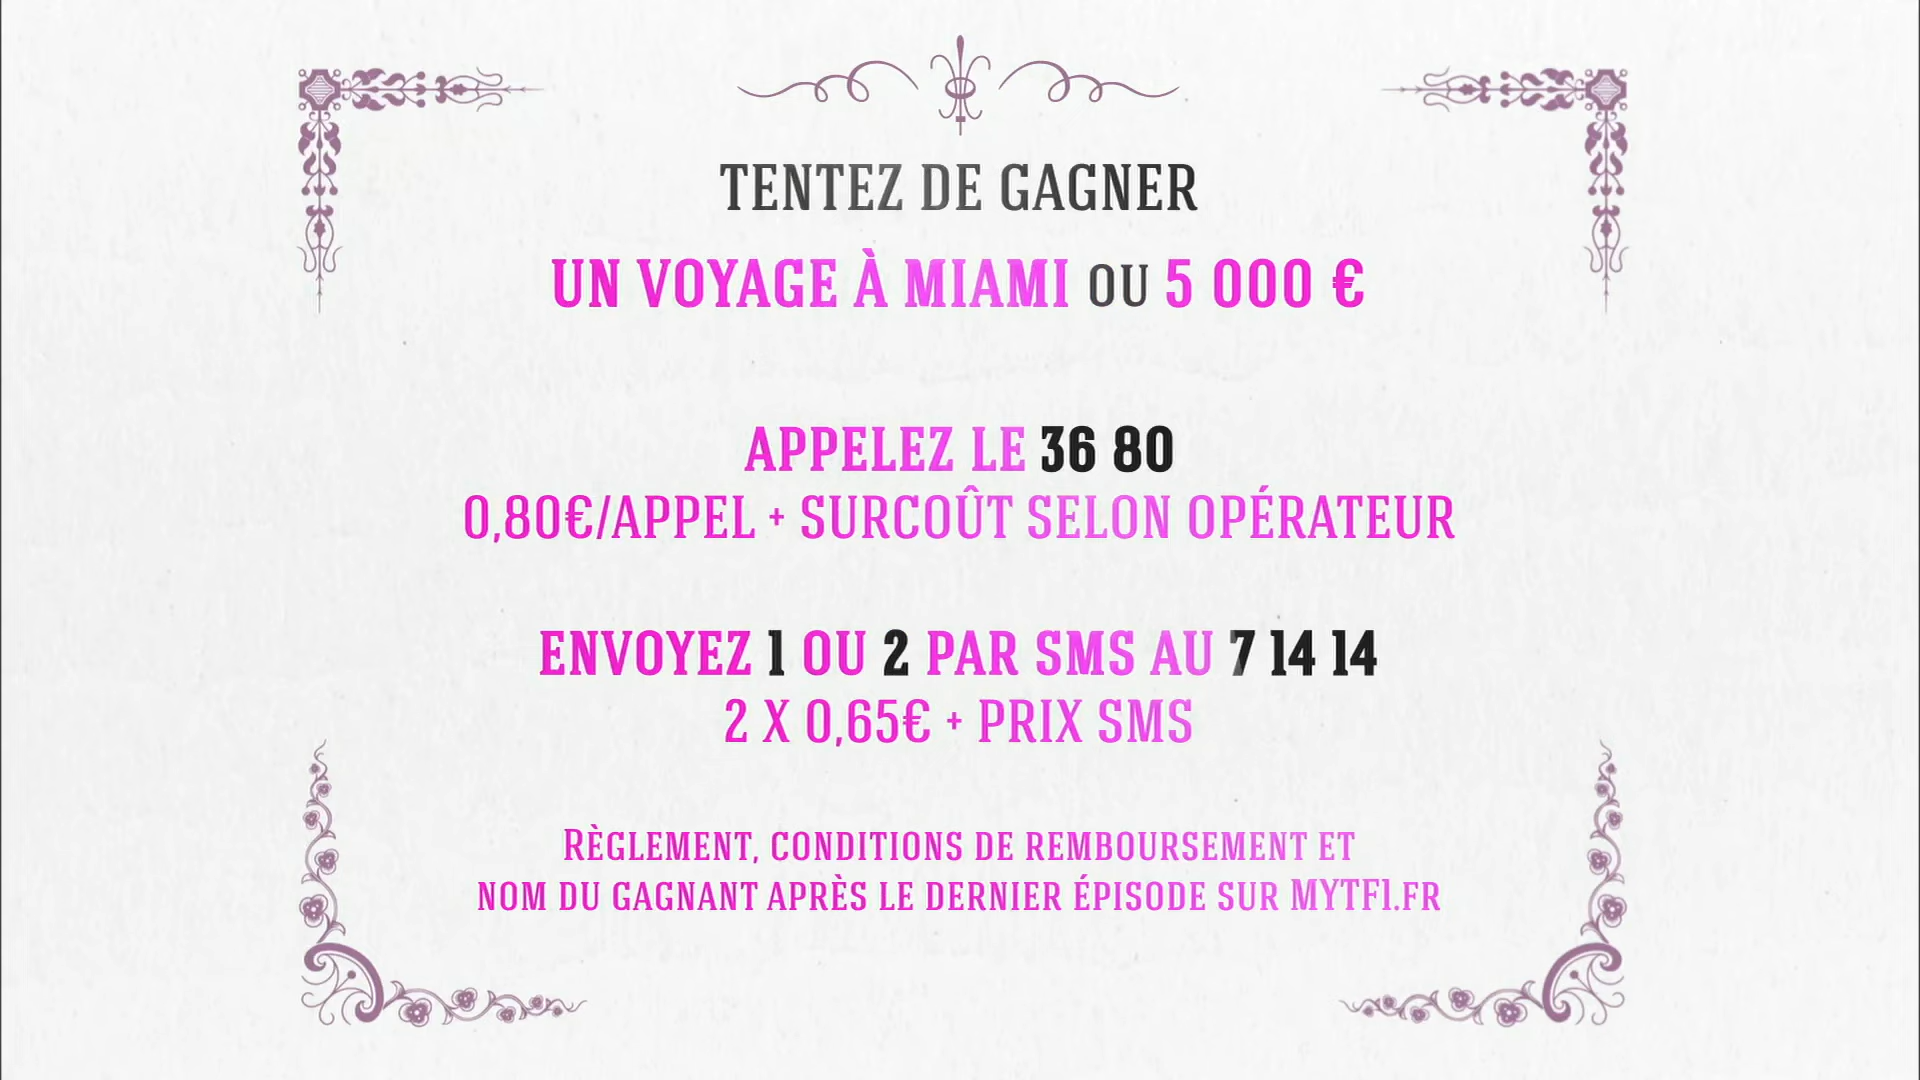 TENTEZ DE GAGNER
UN VOYAGE À MIAMI OU 5 000 €
APPELEZ LE 36 80
0,80€/APPEL + SURCOÛT SELON OPÉRATEUR
ENVOYEZ 1 OU 2 PAR SMS AU 7 14 14
2 X 0,65€ + PRIX SMS
RÈGLEMENT, CONDITIONS DE REMBOURSEMENT ET
NOM DU GAGNANT APRÈS LE DERNIER ÉPISODE SUR MYTF1.FR